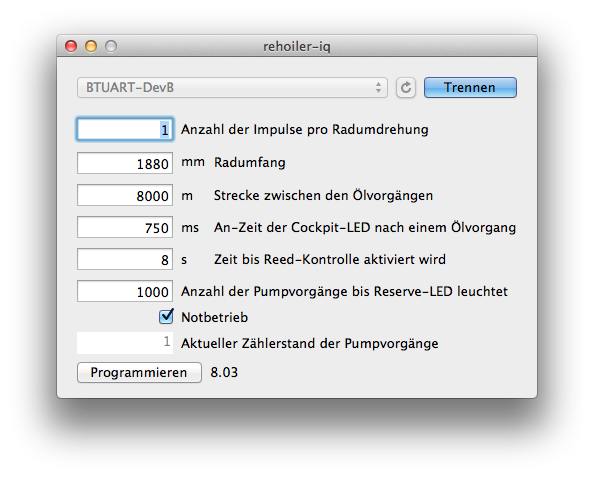 rehoiler-iq
BTUART-DevB Trennen
1 Anzahl der Impulse pro Radumdrehung
1880 mm Radumfang
8000 m Strecke zwischen den Ölvorgängen
750 ms An-Zeit der Cockpit-LED nach einem Ölvorgang
8 s Zeit bis Reed-Kontrolle aktiviert wird
1000 Anzahl der Pumpvorgänge bis Reserve-LED leuchtet
Notbetrieb
1 Aktueller Zählerstand der Pumpvorgänge
Programmieren 8.03